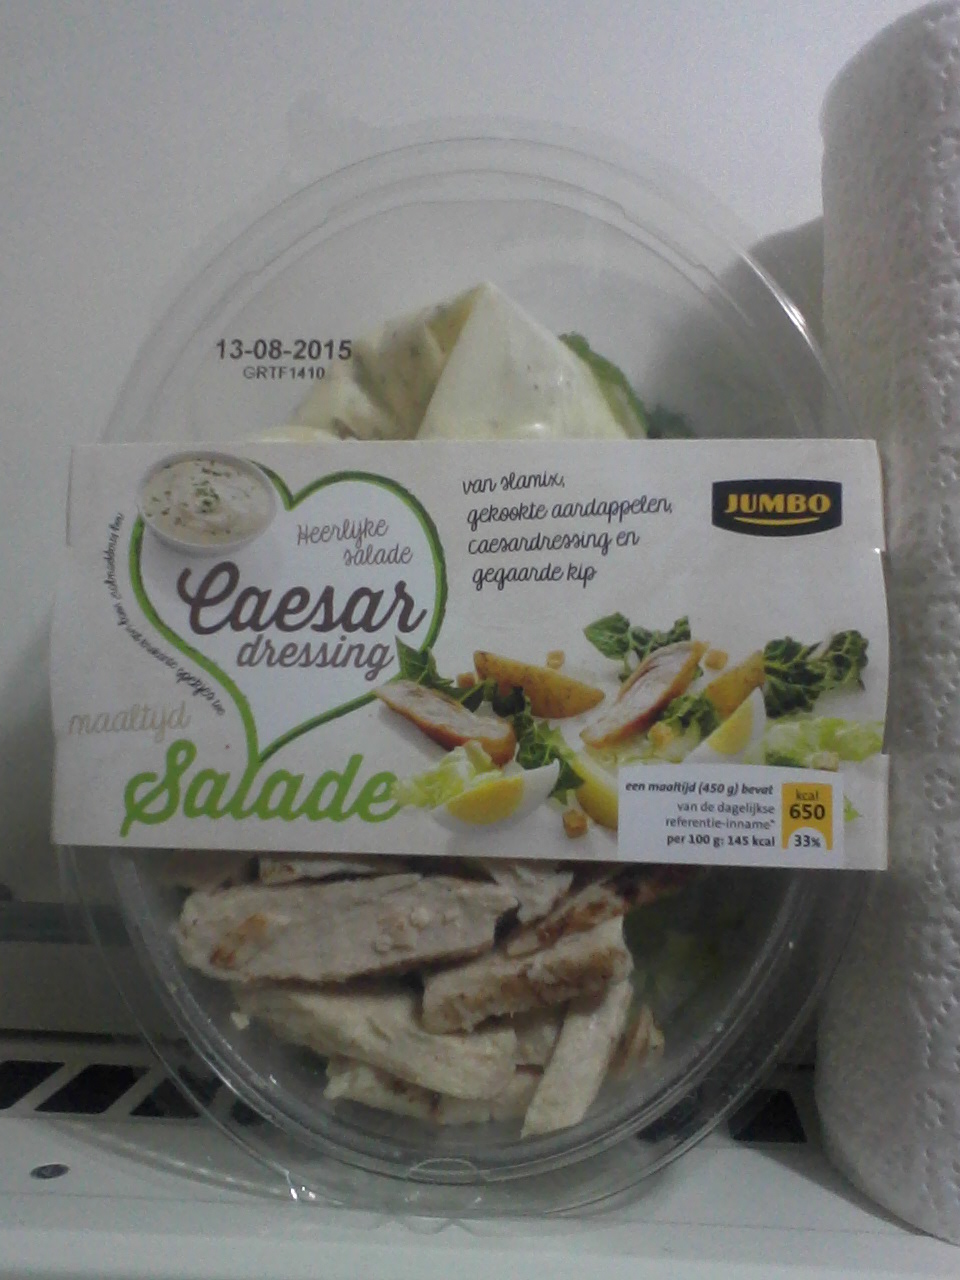 13-08-2015
GRTF1410
van slamix,
gekookte aardappelen,
caesardressing en
gegaarde kip
JUMBO
Heerlijke
salade
Caesar
dressing
maaltijd
Salade
een maaltijd (450 g) bevat
van de dagelijkse
referentie-inname*
per 100 g: 145 kcal
kcal
650
33%